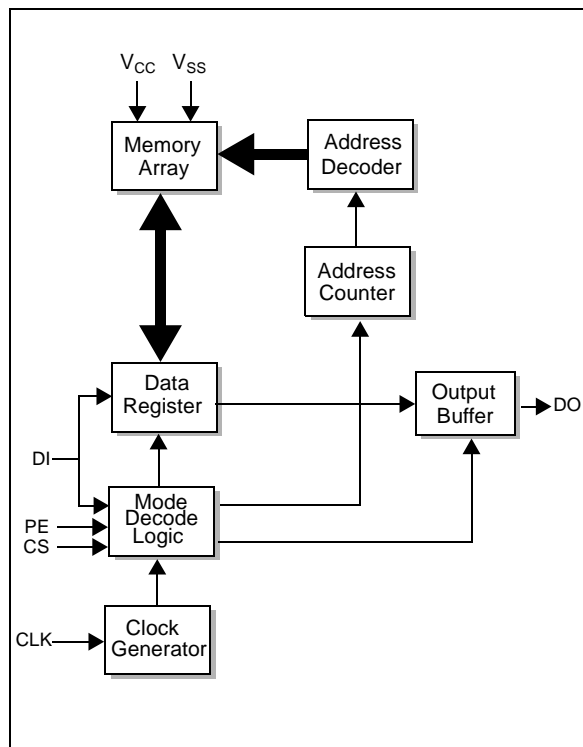 VCC
VSS
Memory
Array
Address
Decoder
Address
Counter
Data
Register
Output
Buffer
DO
DI
Mode
Decode
Logic
PE
CS
CLK
Clock
Generator